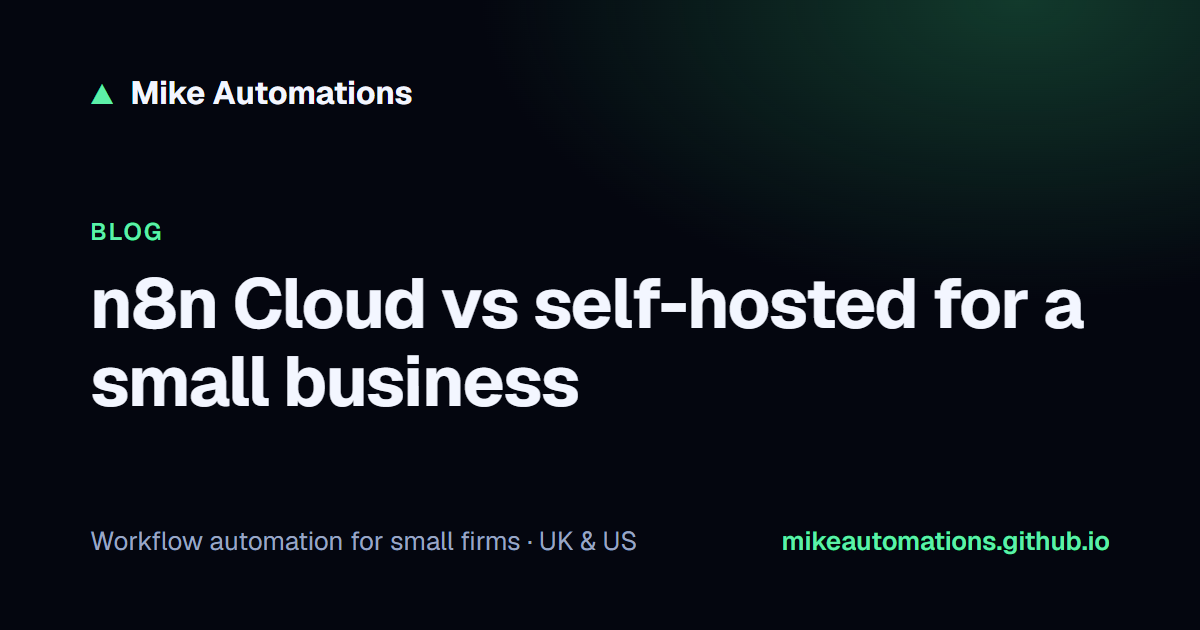 Mike Automations
BLOG
n8n Cloud vs self-hosted for a
small business
Workflow automation for small firms · UK & US
mikeautomations.github.io